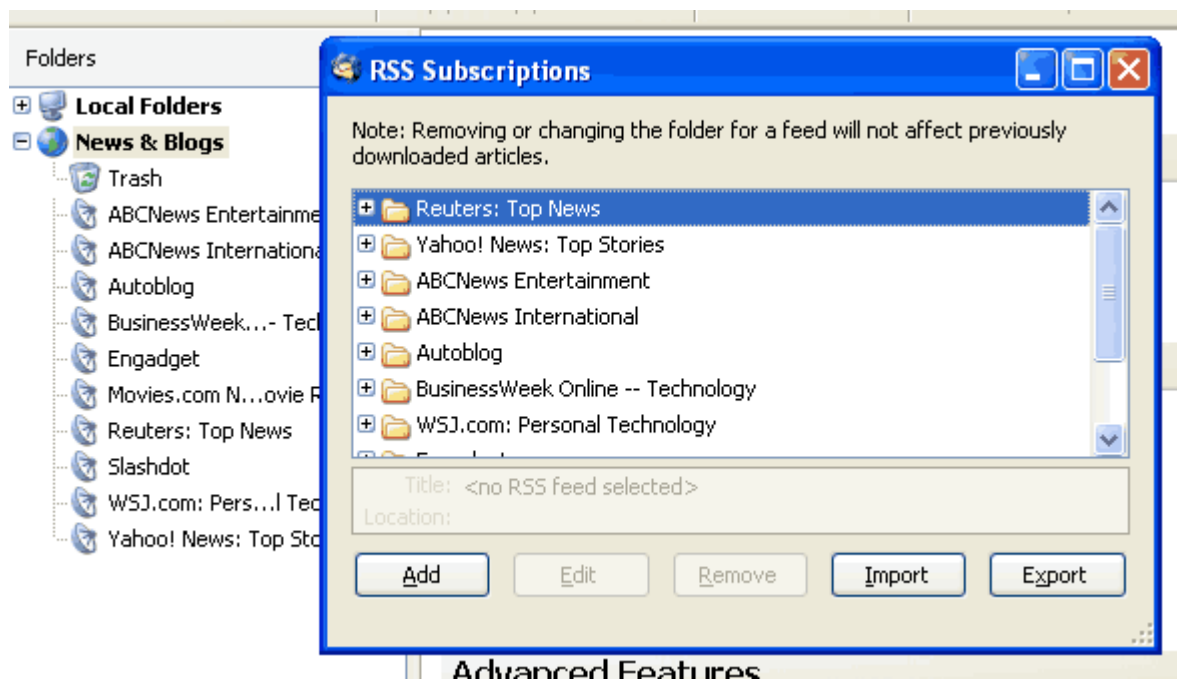 Folders
Local Folders
News & Blogs
Trash
ABCNews Entertainme
ABCNews Internationa
Autoblog
BusinessWeek...- Tecl
Engadget
Movies.com N...ovie R
Reuters: Top News
Slashdot
WSJ.com: Pers...l Tec
Yahoo! News: Top Sto
RSS Subscriptions
Note: Removing or changing the folder for a feed will not affect previously
downloaded articles.
Reuters: Top News
Yahoo! News: Top Stories
ABCNews Entertainment
ABCNews International
Autoblog
BusinessWeek Online -- Technology
WSJ.com: Personal Technology
Title: <no RSS feed selected>
Location:
Add Edit Remove Import Export
Advanced Features